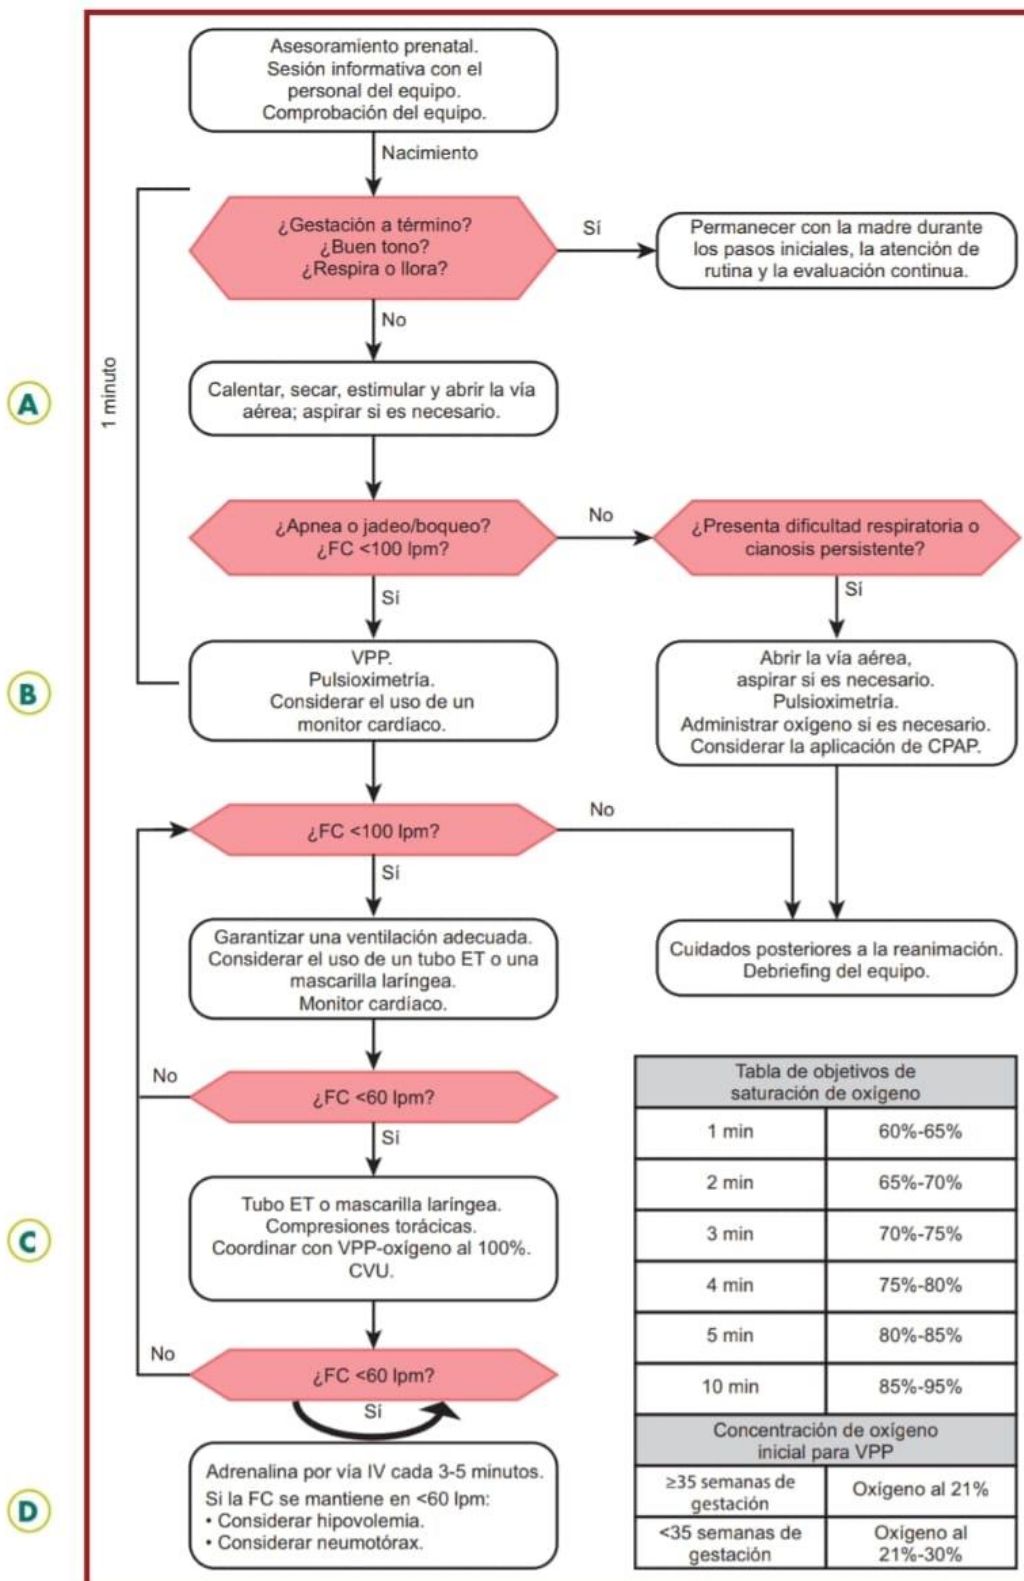 Asesoramiento prenatal.
Sesión informativa con el
personal del equipo.
Comprobación del equipo.
Nacimiento
1 minuto
¿Gestación a término?
¿Buen tono?
¿Respira o llora?
Sí
Permanecer con la madre durante
los pasos iniciales, la atención de
rutina y la evaluación continua.
No
A
Calentar, secar, estimular y abrir la vía
aérea; aspirar si es necesario.
¿Apnea o jadeo/boqueo?
¿FC <100 lpm?
No
¿Presenta dificultad respiratoria o
cianosis persistente?
Sí
Sí
B
VPP.
Pulsioximetría.
Considerar el uso de un
monitor cardíaco.
Abrir la vía aérea,
aspirar si es necesario.
Pulsioximetría.
Administrar oxígeno si es necesario.
Considerar la aplicación de CPAP.
¿FC <100 lpm?
No
Sí
Garantizar una ventilación adecuada.
Considerar el uso de un tubo ET o una
mascarilla laríngea.
Monitor cardíaco.
Cuidados posteriores a la reanimación.
Debriefing del equipo.
No
¿FC <60 lpm?
Sí
C
Tubo ET o mascarilla laríngea.
Compresiones torácicas.
Coordinar con VPP-oxígeno al 100%.
CVU.
No
¿FC <60 lpm?
Sí
D
Adrenalina por vía IV cada 3-5 minutos.
Si la FC se mantiene en <60 lpm:
• Considerar hipovolemia.
• Considerar neumotórax.
Tabla de objetivos de
saturación de oxígeno
1 min 60%-65%
2 min 65%-70%
3 min 70%-75%
4 min 75%-80%
5 min 80%-85%
10 min 85%-95%
Concentración de oxígeno
inicial para VPP
≥35 semanas de
gestación
Oxígeno al 21%
<35 semanas de
gestación
Oxígeno al
21%-30%